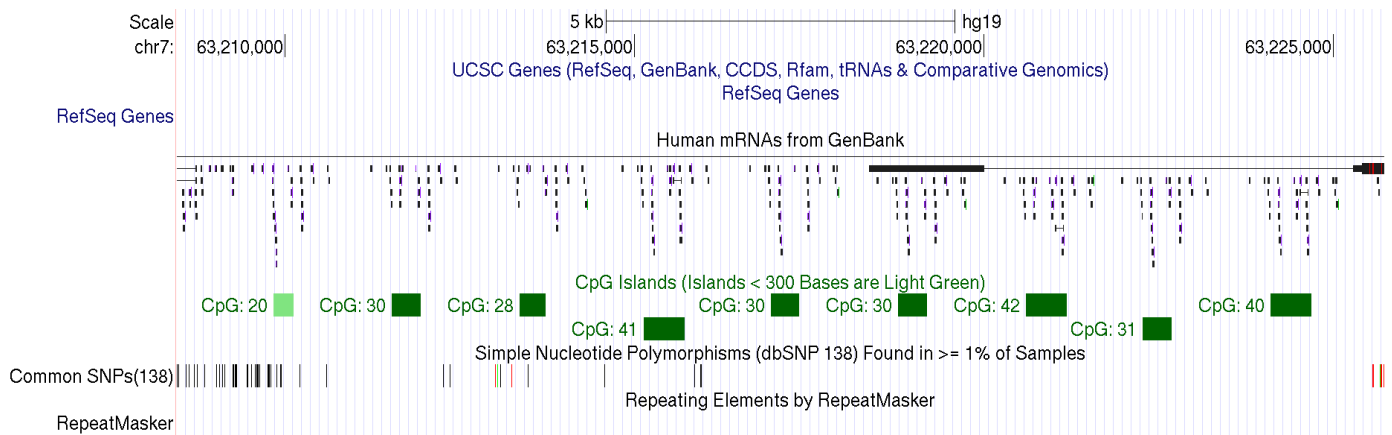 Scale 5 kb hg19
chr7: 63,210,000 63,215,000 63,220,000 63,225,000
UCSC Genes (RefSeq, GenBank, CCDS, Rfam, tRNAs & Comparative Genomics)
RefSeq Genes
RefSeq Genes
Human mRNAs from GenBank
CpG Islands (Islands < 300 Bases are Light Green)
CpG: 20 CpG: 30 CpG: 28 CpG: 30 CpG: 30 CpG: 42 CpG: 40
CpG: 41 CpG: 31
Simple Nucleotide Polymorphisms (dbSNP 138) Found in >= 1% of Samples
Common SNPs(138)
Repeating Elements by RepeatMasker
RepeatMasker